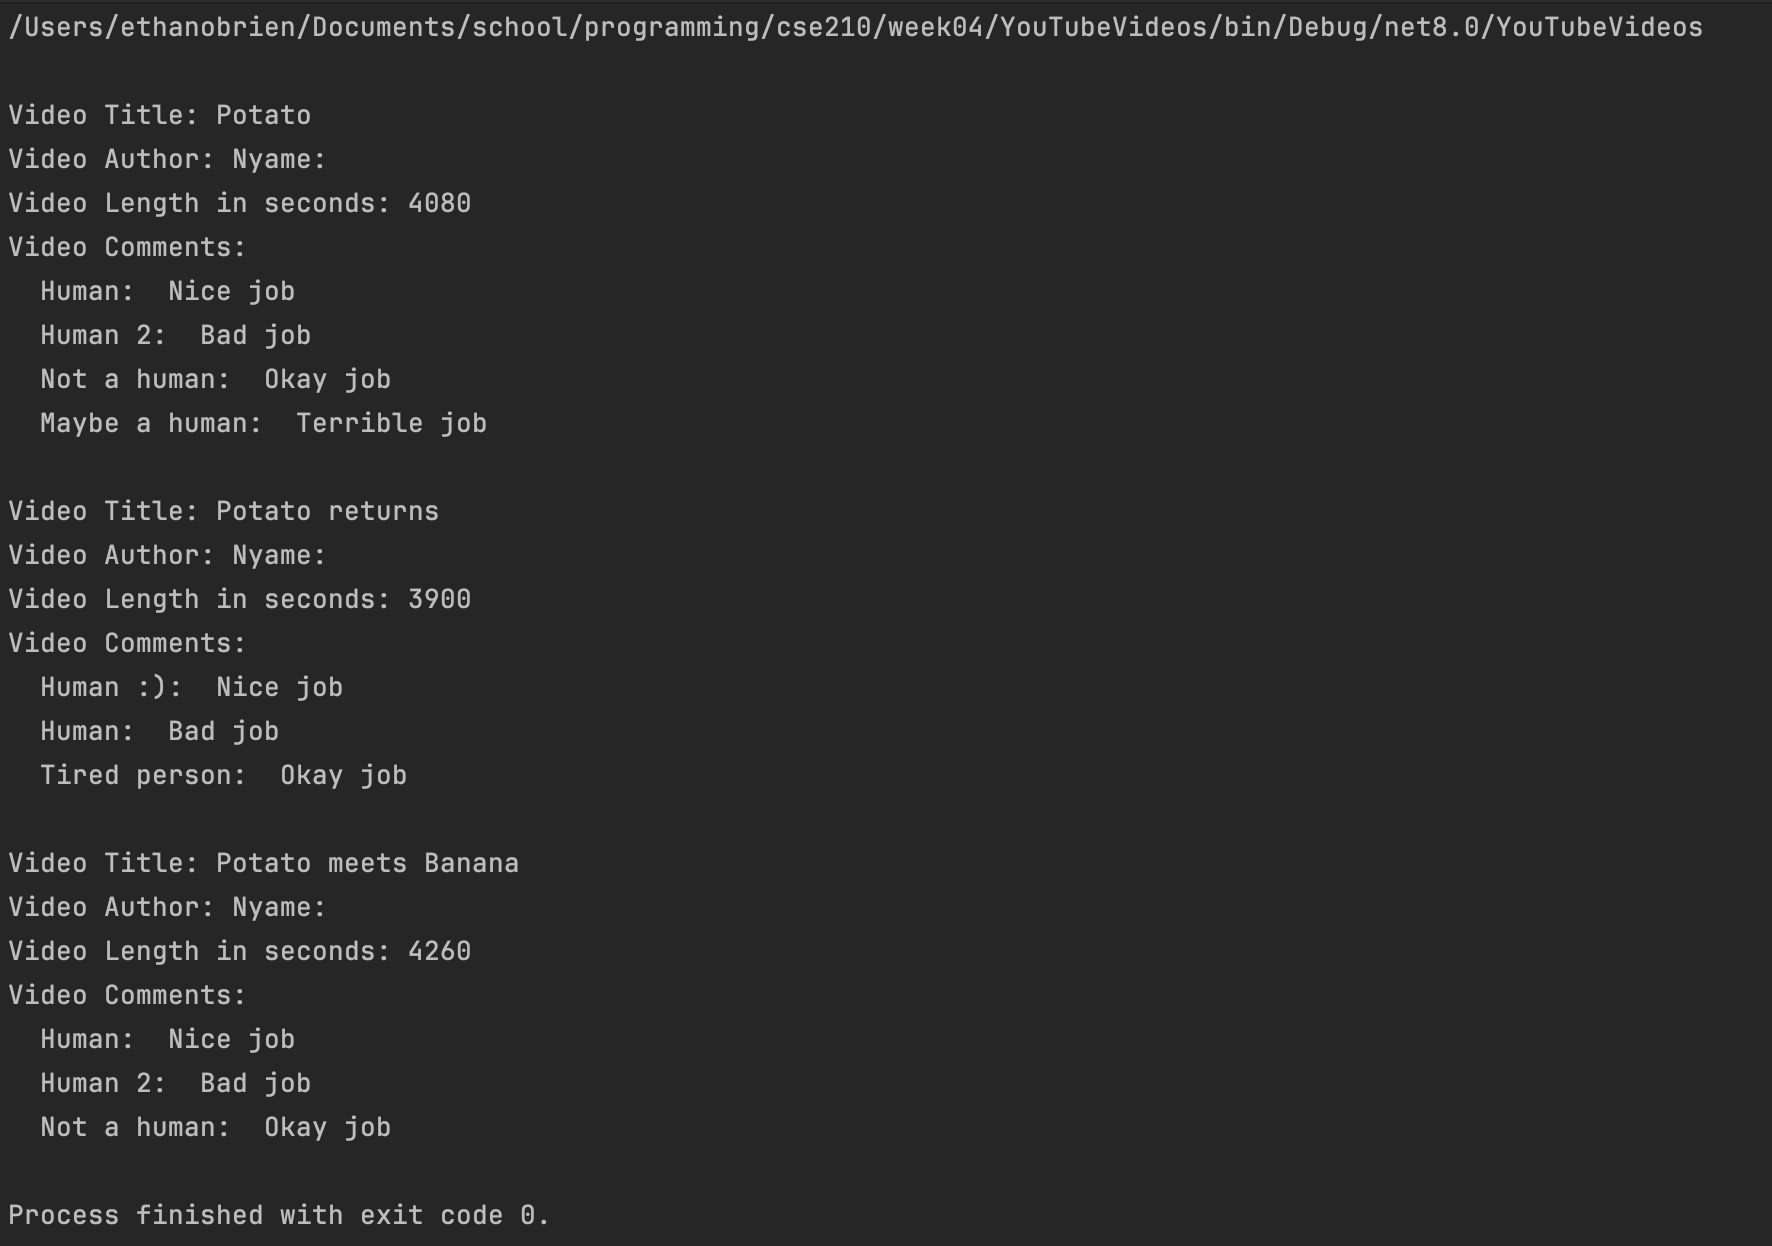 /Users/ethanobrien/Documents/school/programming/cse210/week04/YouTubeVideos/bin/Debug/net8.0/YouTubeVideos

Video Title: Potato
Video Author: Nyame:
Video Length in seconds: 4080
Video Comments:
  Human:  Nice job
  Human 2:  Bad job
  Not a human:  Okay job
  Maybe a human:  Terrible job

Video Title: Potato returns
Video Author: Nyame:
Video Length in seconds: 3900
Video Comments:
  Human :):  Nice job
  Human:  Bad job
  Tired person:  Okay job

Video Title: Potato meets Banana
Video Author: Nyame:
Video Length in seconds: 4260
Video Comments:
  Human:  Nice job
  Human 2:  Bad job
  Not a human:  Okay job

Process finished with exit code 0.